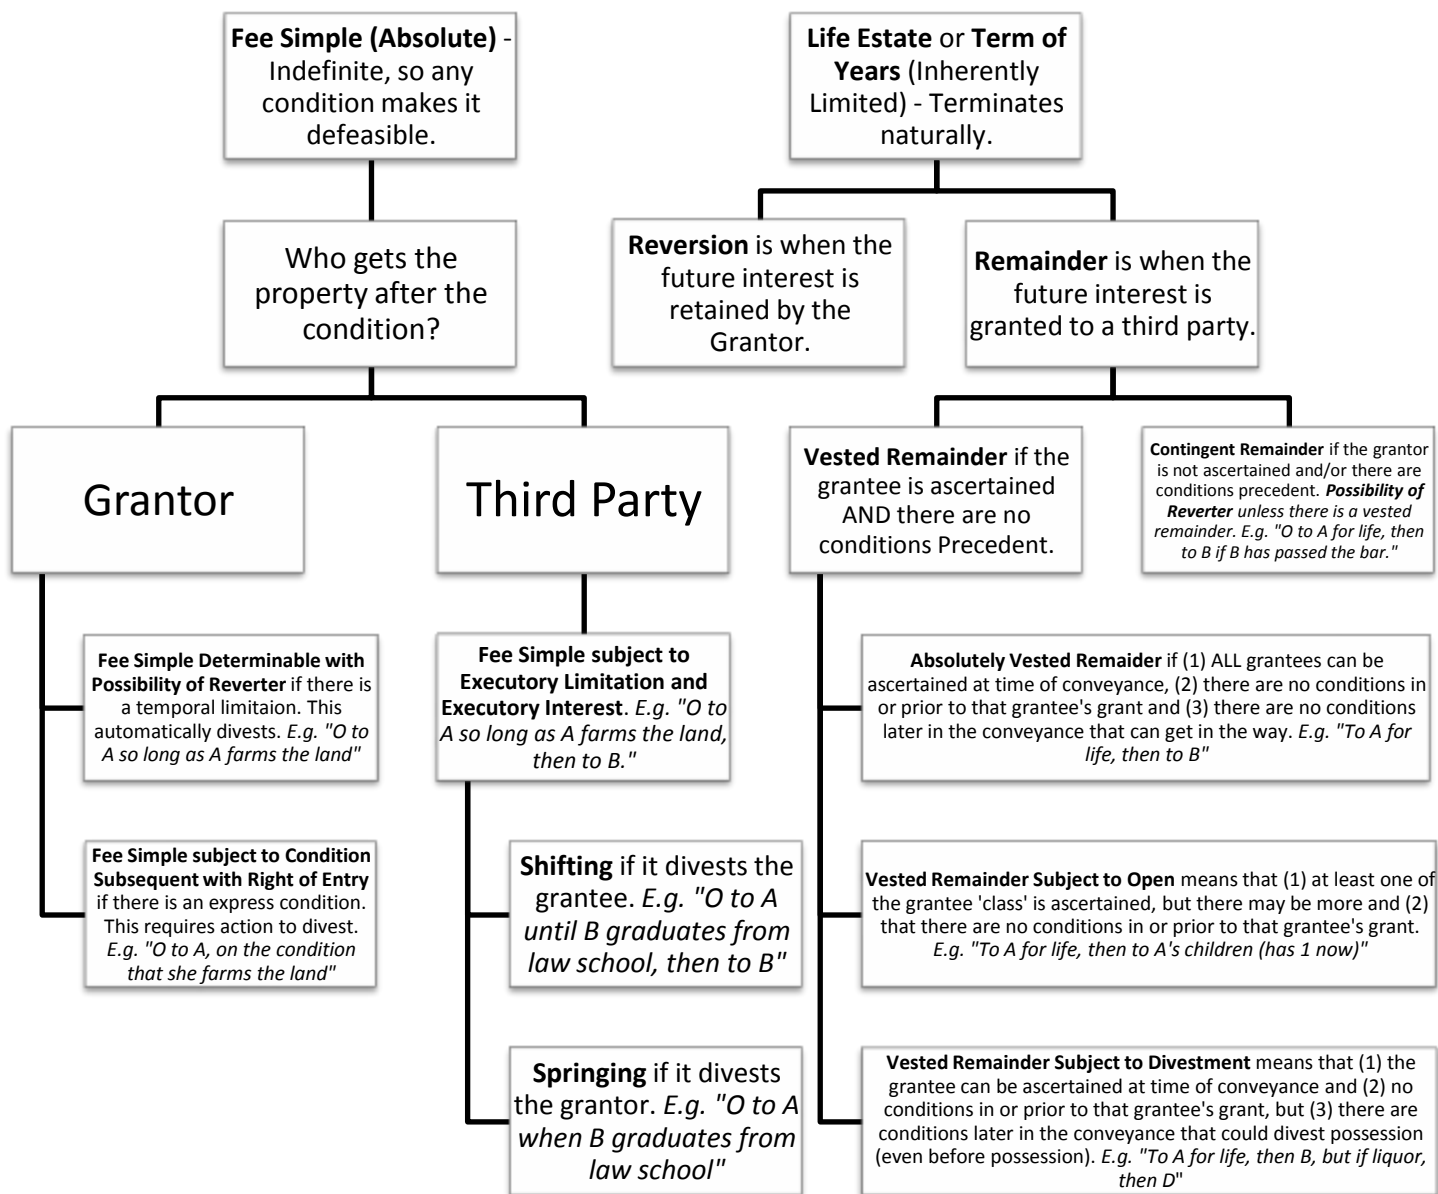 Fee Simple (Absolute) -
Indefinite, so any
condition makes it
defeasible.
Life Estate or Term of
Years (Inherently
Limited) - Terminates
naturally.
Who gets the
property after the
condition?
Reversion is when the
future interest is
retained by the
Grantor.
Remainder is when the
future interest is
granted to a third party.
Grantor
Third Party
Vested Remainder if the
grantee is ascertained
AND there are no
conditions Precedent.
Contingent Remainder if the grantor
is not ascertained and/or there are
conditions precedent. Possibility of
Reverter unless there is a vested
remainder. E.g. "O to A for life, then
to B if B has passed the bar."
Fee Simple Determinable with
Possibility of Reverter if there is
a temporal limitaion. This
automatically divests. E.g. "O to
A so long as A farms the land"
Fee Simple subject to
Executory Limitation and
Executory Interest. E.g. "O to
A so long as A farms the land,
then to B."
Absolutely Vested Remaider if (1) ALL grantees can be
ascertained at time of conveyance, (2) there are no conditions in
or prior to that grantee's grant and (3) there are no conditions
later in the conveyance that can get in the way. E.g. "To A for
life, then to B"
Fee Simple subject to Condition
Subsequent with Right of Entry
if there is an express condition.
This requires action to divest.
E.g. "O to A, on the condition
that she farms the land"
Shifting if it divests the
grantee. E.g. "O to A
until B graduates from
law school, then to B"
Vested Remainder Subject to Open means that (1) at least one of
the grantee 'class' is ascertained, but there may be more and (2)
that there are no conditions in or prior to that grantee's grant.
E.g. "To A for life, then to A's children (has 1 now)"
Springing if it divests
the grantor. E.g. "O to A
when B graduates from
law school"
Vested Remainder Subject to Divestment means that (1) the
grantee can be ascertained at time of conveyance and (2) no
conditions in or prior to that grantee's grant, but (3) there are
conditions later in the conveyance that could divest possession
(even before possession). E.g. "To A for life, then B, but if liquor,
then D"